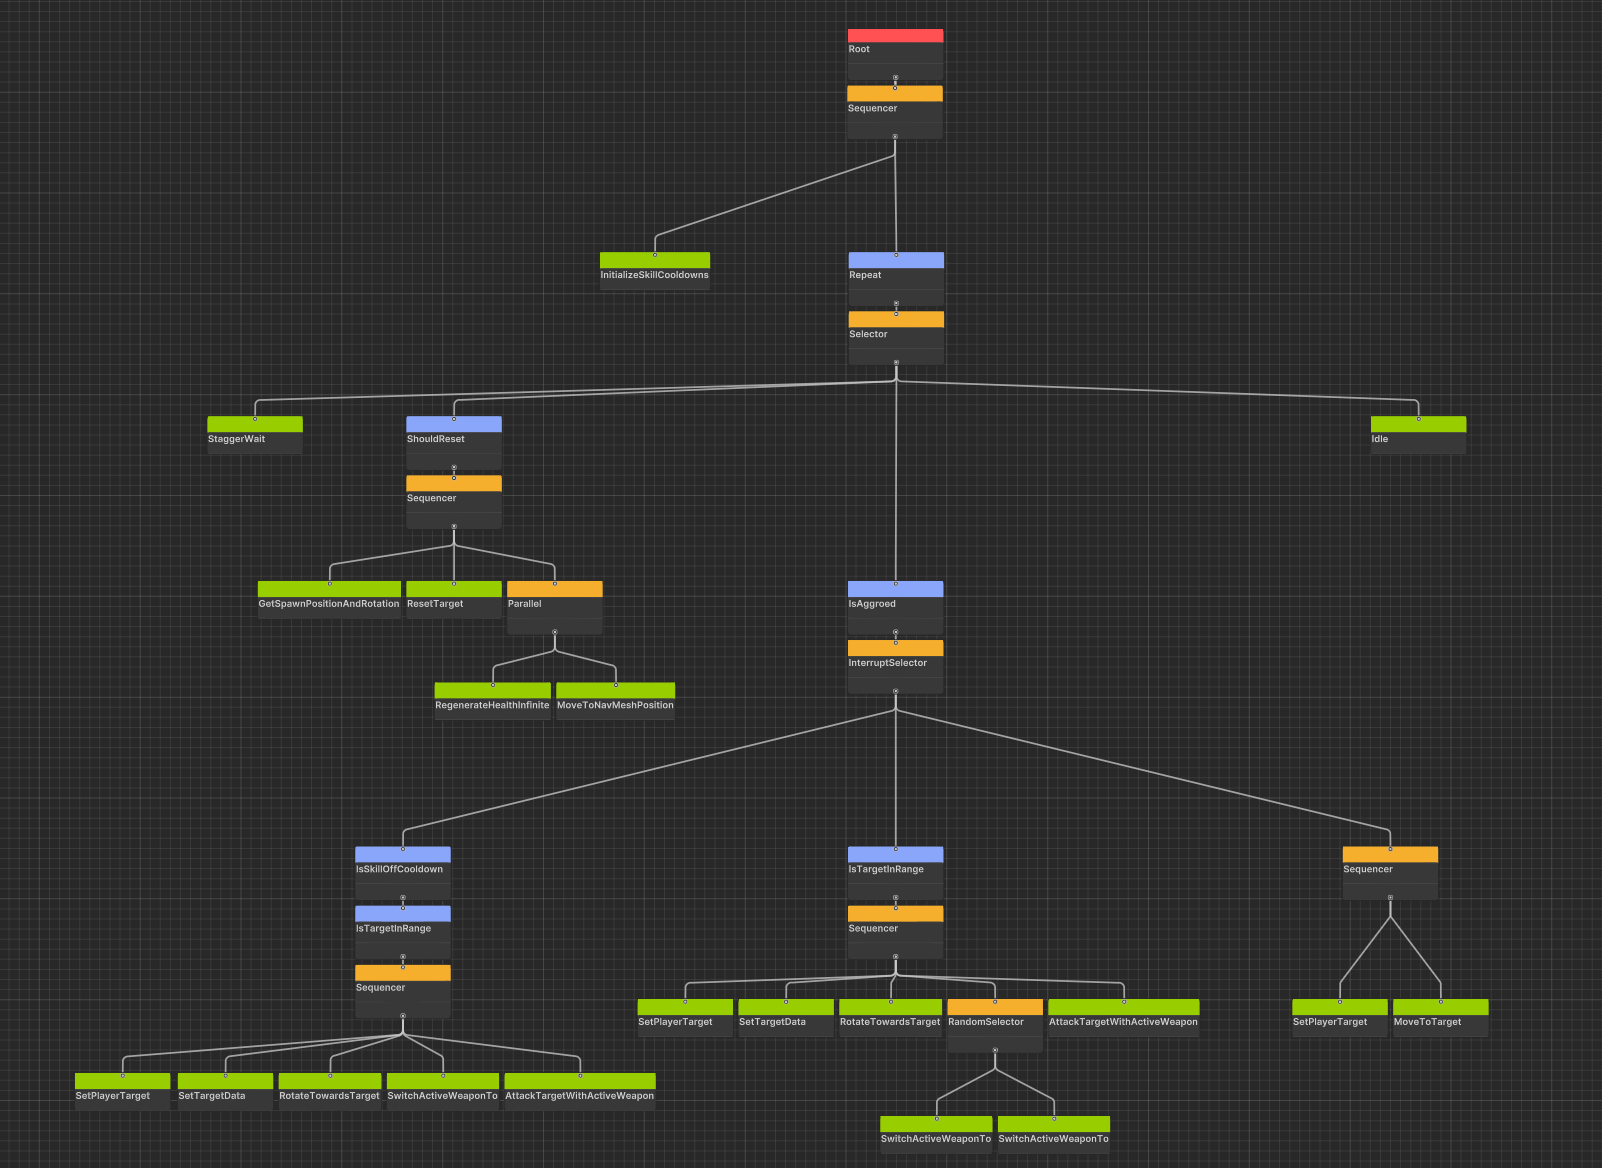 Root
Sequencer
InitializeSkillCooldowns
Repeat
Selector
StaggerWait
ShouldReset
Idle
Sequencer
GetSpawnPositionAndRotation
ResetTarget
Parallel
IsAggroed
InterruptSelector
RegenerateHealthInfinite
MoveToNavMeshPosition
IsSkillOffCooldown
IsTargetInRange
Sequencer
IsTargetInRange
Sequencer
Sequencer
SetPlayerTarget
SetTargetData
RotateTowardsTarget
RandomSelector
AttackTargetWithActiveWeapon
SetPlayerTarget
MoveToTarget
SetPlayerTarget
SetTargetData
RotateTowardsTarget
SwitchActiveWeaponTo
AttackTargetWithActiveWeapon
SwitchActiveWeaponTo
SwitchActiveWeaponTo